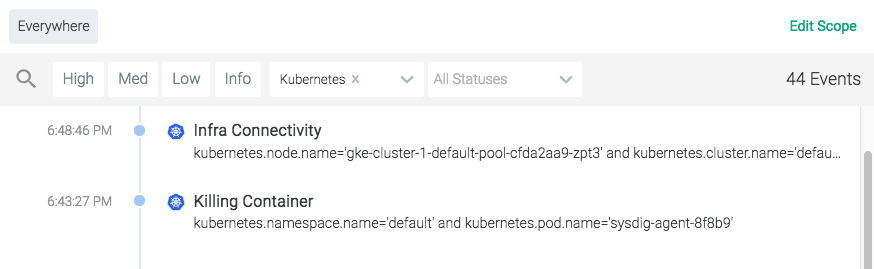 Everywhere
Edit Scope
High Med Low Info Kubernetes × All Statuses 44 Events
6:48:46 PM Infra Connectivity
kubernetes.node.name='gke-cluster-1-default-pool-cfda2aa9-zpt3' and kubernetes.cluster.name='defau...
6:43:27 PM Killing Container
kubernetes.namespace.name='default' and kubernetes.pod.name='sysdig-agent-8f8b9'